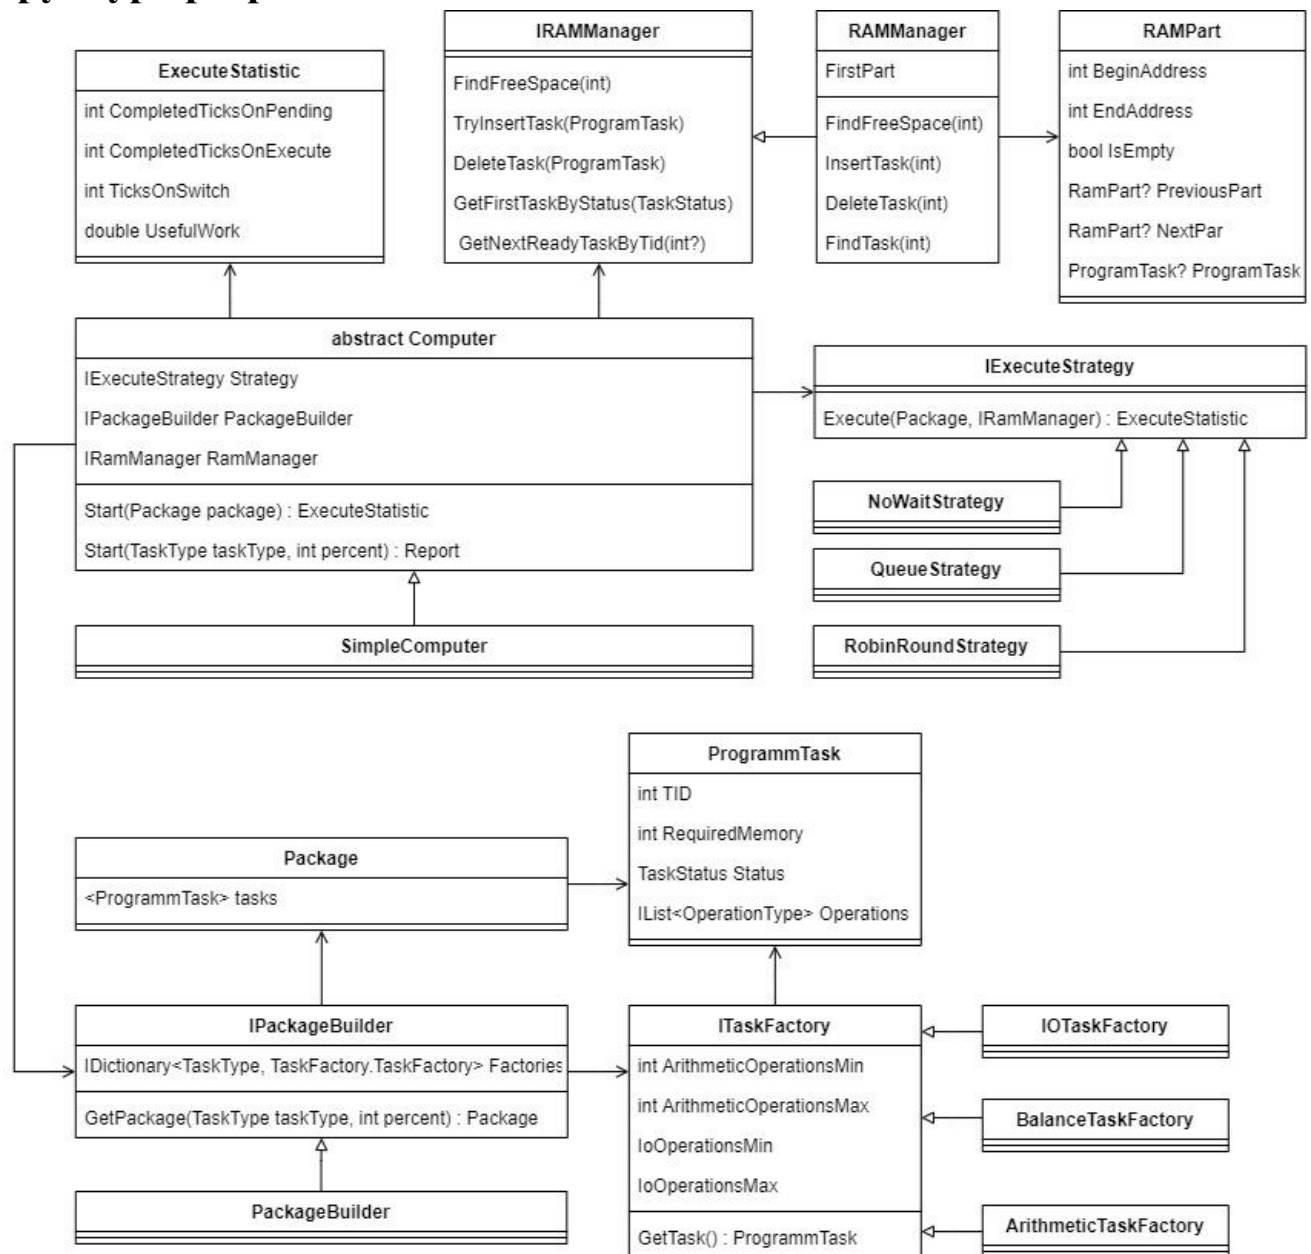 IRAMManager
FindFreeSpace(int)
TryInsertTask(ProgramTask)
DeleteTask(ProgramTask)
GetFirstTaskByStatus(TaskStatus)
GetNextReadyTaskByTid(int?)
RAMManager
FirstPart
FindFreeSpace(int)
InsertTask(int)
DeleteTask(int)
FindTask(int)
RAMPart
int BeginAddress
int EndAddress
bool IsEmpty
RamPart? PreviousPart
RamPart? NextPar
ProgramTask? ProgramTask
ExecuteStatistic
int CompletedTicksOnPending
int CompletedTicksOnExecute
int TicksOnSwitch
double UsefulWork
abstract Computer
IExecuteStrategy Strategy
IPackageBuilder PackageBuilder
IRamManager RamManager
Start(Package package) : ExecuteStatistic
Start(TaskType taskType, int percent) : Report
IExecuteStrategy
Execute(Package, IRamManager) : ExecuteStatistic
NoWaitStrategy
QueueStrategy
RobinRoundStrategy
SimpleComputer
ProgrammTask
int TID
int RequiredMemory
TaskStatus Status
IList<OperationType> Operations
Package
<ProgrammTask> tasks
IPackageBuilder
IDictionary<TaskType, TaskFactory.TaskFactory> Factories
GetPackage(TaskType taskType, int percent) : Package
PackageBuilder
ITaskFactory
int ArithmeticOperationsMin
int ArithmeticOperationsMax
IoOperationsMin
IoOperationsMax
GetTask() : ProgrammTask
IOTaskFactory
BalanceTaskFactory
ArithmeticTaskFactory